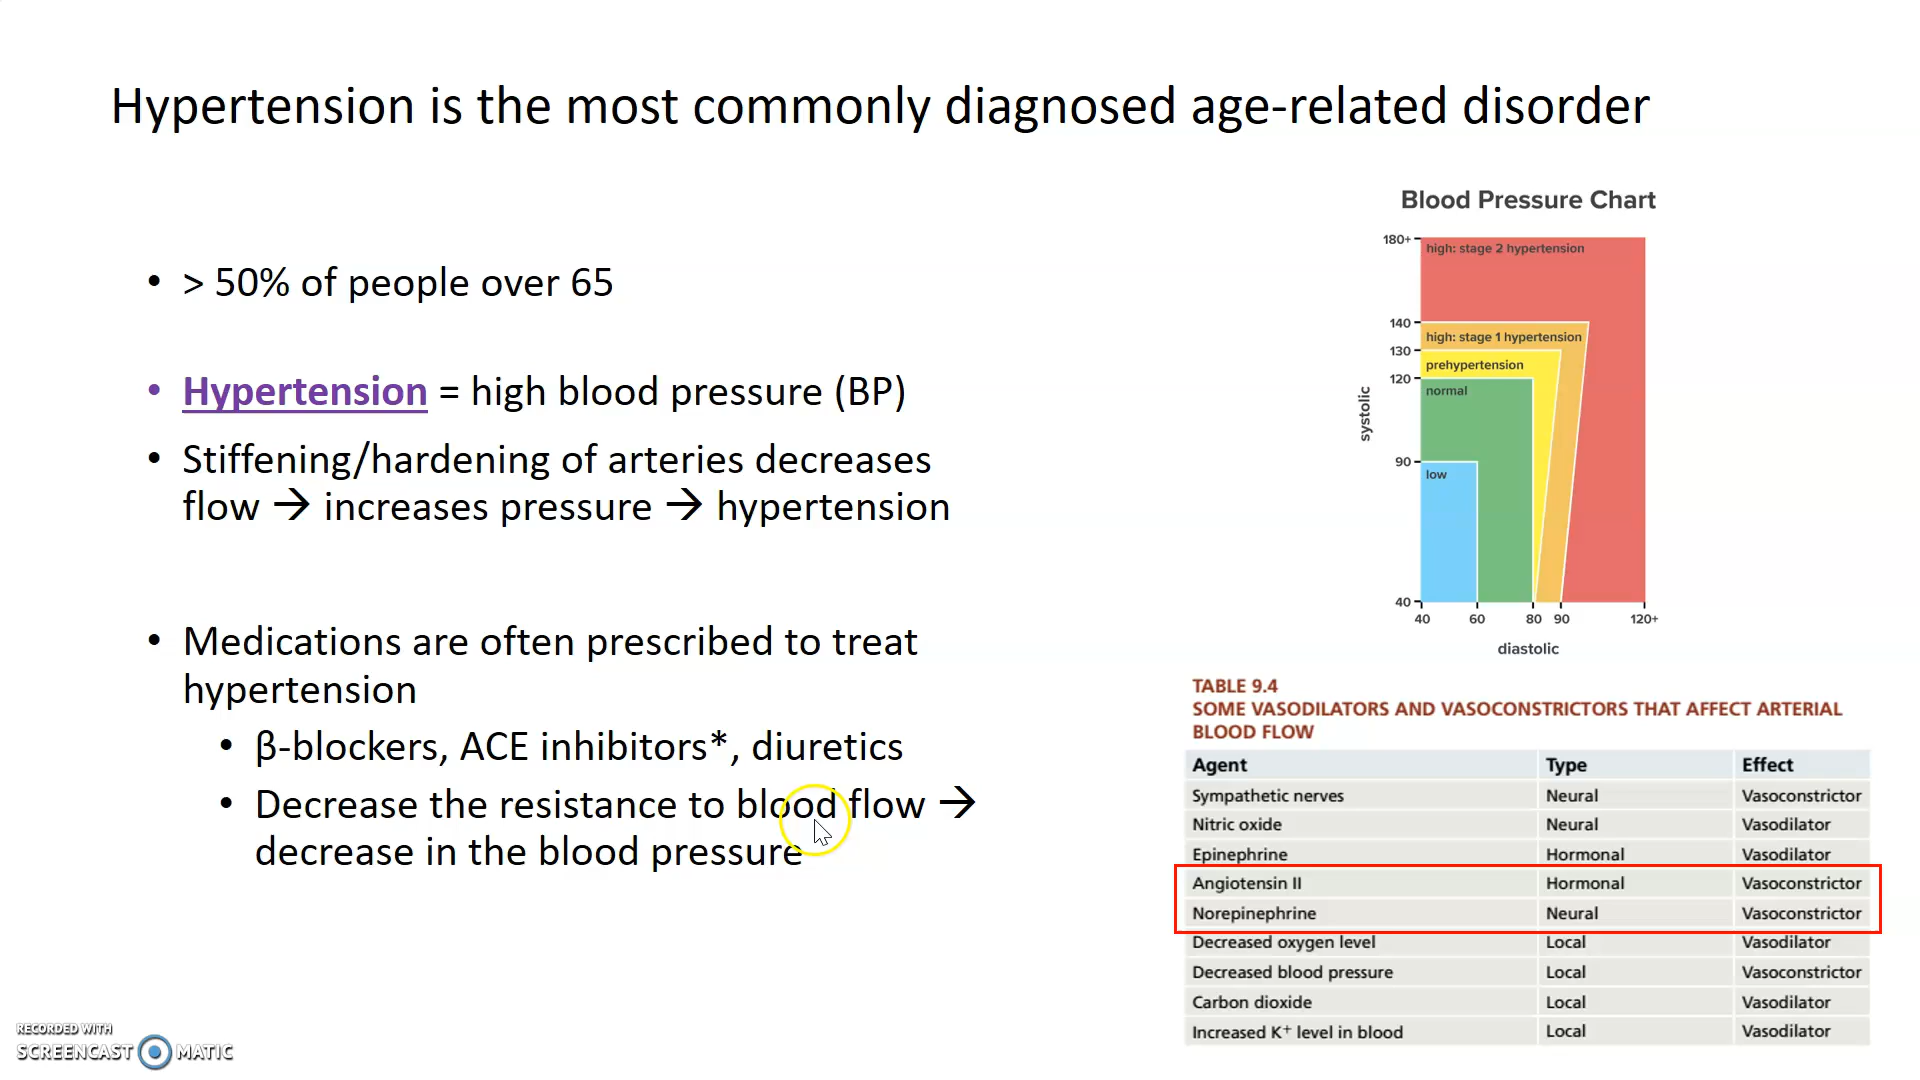 Hypertension is the most commonly diagnosed age-related disorder
• > 50% of people over 65
• Hypertension = high blood pressure (BP)
• Stiffening/hardening of arteries decreases
flow → increases pressure → hypertension
• Medications are often prescribed to treat
hypertension
• β-blockers, ACE inhibitors*, diuretics
• Decrease the resistance to blood flow →
decrease in the blood pressure
Blood Pressure Chart
180+
high: stage 2 hypertension
140
high: stage 1 hypertension
130
prehypertension
120
normal
systolic
90
low
40
40 60 80 90 120+
diastolic
TABLE 9.4
SOME VASODILATORS AND VASOCONSTRICTORS THAT AFFECT ARTERIAL
BLOOD FLOW
Agent Type Effect
Sympathetic nerves Neural Vasoconstrictor
Nitric oxide Neural Vasodilator
Epinephrine Hormonal Vasodilator
Angiotensin II Hormonal Vasoconstrictor
Norepinephrine Neural Vasoconstrictor
Decreased oxygen level Local Vasodilator
Decreased blood pressure Local Vasoconstrictor
Carbon dioxide Local Vasodilator
Increased K⁺ level in blood Local Vasodilator
RECORDED WITH
SCREENCAST MATIC